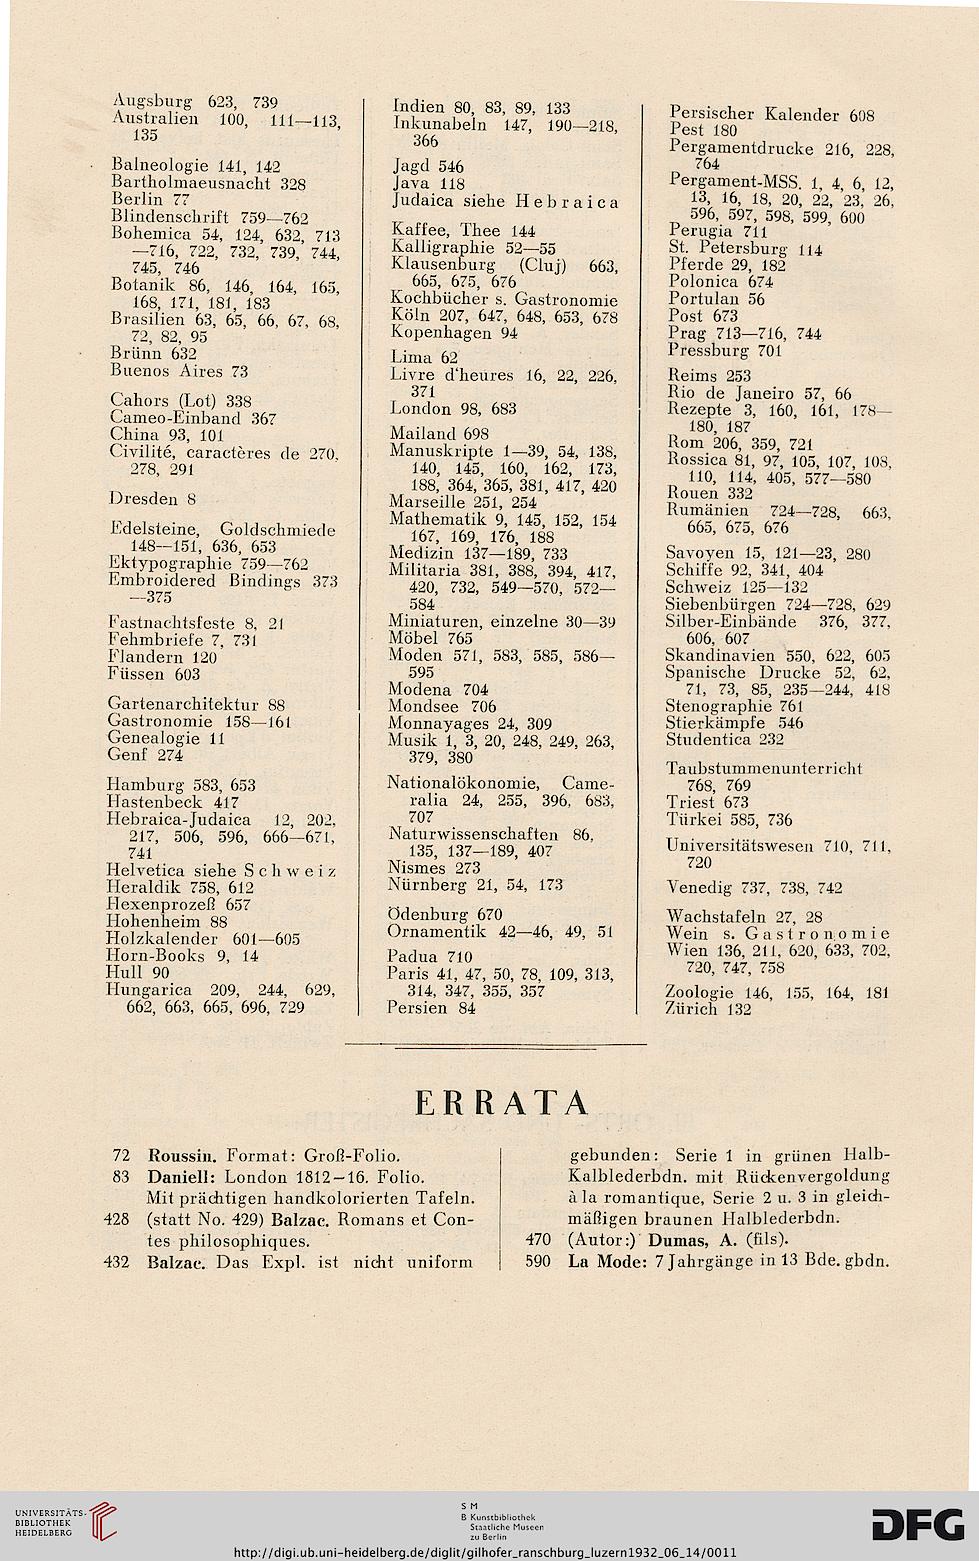 Augsburg 623, 739
Australien 100, 111—113,
135
Balneologie 141, 142
Bartholmaeusnacht 328
Berlin 77
Blindenschrift 759—762
Bohemica 54, 124, 632, 713
—716, 722, 732, 739, 744,
745, 746
Botanik 86, 146, 164, 165,
168, 171, 181, 183
Brasilien 63, 65, 66, 67, 68,
72, 82, 95
Brünn 632
Buenos Aires 73
Cahors (Lot) 338
Cameo-Einband 367
China 93, 101
Civilité, caractères de 270,
278, 291
Dresden 8
Edelsteine, Goldschmiede
148—151, 636, 653
Ektypographie 759—762
Embroidered Bindings 373
—375
Fastnachtsfeste 8, 21
Fehmbriefe 7, 731
Flandern 120
Füssen 603
Gartenarchitektur 88
Gastronomie 158—161
Genealogie 11
Genf 274
Hamburg 583, 653
Hastenbeck 417
Hebraica-Judaica 12, 202,
217, 506, 596, 666—671,
741
Helvetica siehe Schweiz
Heraldik 758, 612
Hexenprozeß 657
Hohenheim 88
Holzkalender 601—605
Horn-Books 9, 14
Hull 90
Hungarica 209, 244, 629,
662, 663, 665, 696, 729
Indien 80, 83, 89, 133
Inkunabeln 147, 190—218,
366
Jagd 546
Java 118
Judaica siehe Hebraica
Kaffee, Thee 144
Kalligraphie 52—55
Klausenburg (Cluj) 663,
665, 675, 676
Kochbücher s. Gastronomie
Köln 207, 647, 648, 653, 678
Kopenhagen 94
Lima 62
Livre d'heures 16, 22, 226,
371
London 98, 683
Mailand 698
Manuskripte 1—39, 54, 138,
140, 145, 160, 162, 173,
188, 364, 365, 381, 417, 420
Marseille 251, 254
Mathematik 9, 145, 152, 154
167, 169, 176, 188
Medizin 137—189, 733
Militaria 381, 388, 394, 417,
420, 732, 549—570, 572—
584
Miniaturen, einzelne 30—39
Möbel 765
Moden 571, 583, 585, 586—
595
Modena 704
Mondsee 706
Monnayages 24, 309
Musik 1, 3, 20, 248, 249, 263,
379, 380
Nationalökonomie, Came-
ralia 24, 255, 396, 683,
707
Naturwissenschaften 86,
135, 137—189, 407
Nismes 273
Nürnberg 21, 54, 173
Ödenburg 670
Ornamentik 42—46, 49, 51
Padua 710
Paris 41, 47, 50, 78, 109, 313,
314, 347, 355, 357
Persien 84
Persischer Kalender 608
Pest 180
Pergamentdrucke 216, 228,
764
Pergament-MSS. 1, 4, 6, 12,
13, 16, 18, 20, 22, 23, 26,
596, 597, 598, 599, 600
Perugia 711
St. Petersburg 114
Pferde 29, 182
Polonica 674
Portulan 56
Post 673
Prag 713—716, 744
Pressburg 701
Reims 253
Rio de Janeiro 57, 66
Rezepte 3, 160, 161, 178—
180, 187
Rom 206, 359, 721
Rossica 81, 97, 105, 107, 108,
110, 114, 405, 577—580
Rouen 332
Rumänien 724—728, 663,
665, 675, 676
Savoyen 15, 121—23, 280
Schiffe 92, 341, 404
Schweiz 125—132
Siebenbürgen 724—728, 629
Silber-Einbände 376, 377,
606, 607
Skandinavien 550, 622, 605
Spanische Drucke 52, 62,
71, 73, 85, 235—244, 418
Stenographie 761
Stierkämpfe 546
Studentica 232
Taubstummenunterricht
768, 769
Triest 673
Türkei 585, 736
Universitätswesen 710, 711,
720
Venedig 737, 738, 742
Wachstafeln 27, 28
Wein s. Gastronomie
Wien 136, 211, 620, 633, 702,
720, 747, 758
Zoologie 146, 155, 164, 181
Zürich 132
ERRATA
72 Roussin. Format: Groß-Folio.
83 Daniell: London 1812—16. Folio.
Mit prächtigen handkolorierten Tafeln.
428 (statt No. 429) Balzac. Romans et Con-
tes philosophiques.
432 Balzac. Das Expl. ist nicht uniform
gebunden: Serie 1 in grünen Halb-
Kalblederbdn. mit Rückenvergoldung
à la romantique, Serie 2 u. 3 in gleich-
mäßigen braunen Halblederbdn.
470 (Autor:) Dumas, A. (fils).
590 La Mode: 7 Jahrgänge in 13 Bde. gbdn.
UNIVERSITÄTS-
BIBLIOTHEK
HEIDELBERG
S M
B Kunstbibliothek
Staatliche Museen
zu Berlin
DFG
http://digi.ub.uni-heidelberg.de/diglit/gilhofer_ranschburg_luzern1932_06_14/0011